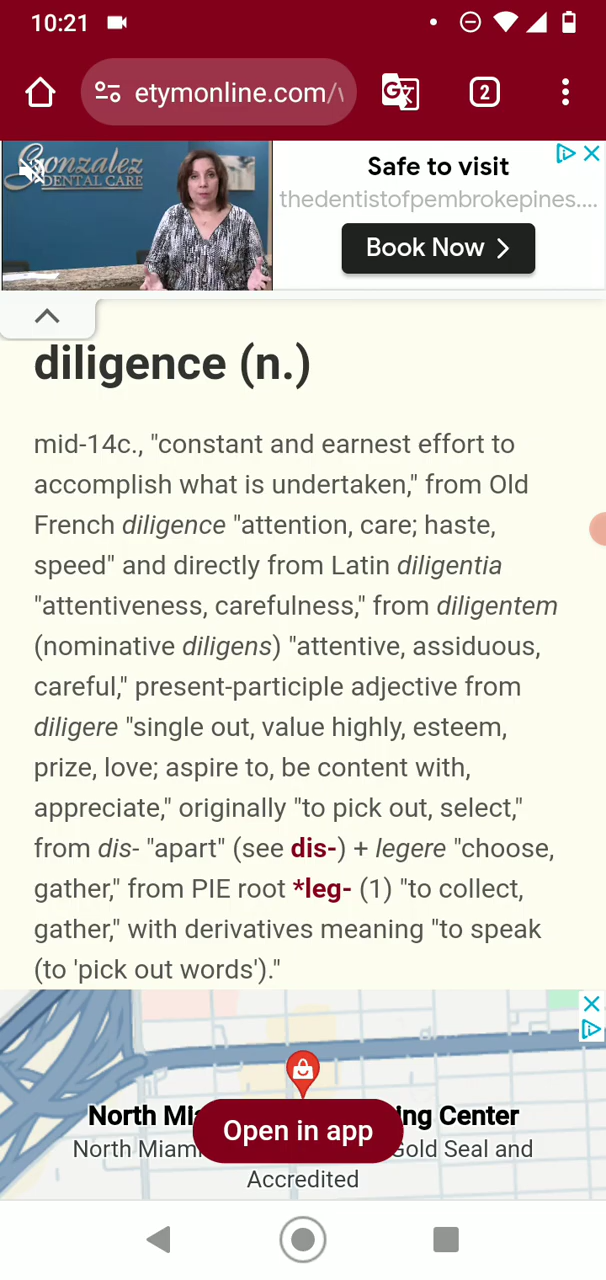 10:21
etymonline.com/
2
Gonzalez
DENTAL CARE
Safe to visit
thedentistofpembrokepines....
Book Now
diligence (n.)
mid-14c., "constant and earnest effort to
accomplish what is undertaken," from Old
French diligence "attention, care; haste,
speed" and directly from Latin diligentia
"attentiveness, carefulness," from diligentem
(nominative diligens) "attentive, assiduous,
careful," present-participle adjective from
diligere "single out, value highly, esteem,
prize, love; aspire to, be content with,
appreciate," originally "to pick out, select,"
from dis- "apart" (see dis-) + legere "choose,
gather," from PIE root *leg- (1) "to collect,
gather," with derivatives meaning "to speak
(to 'pick out words')."
North Mia ing Center
Open in app
North Miam Gold Seal and
Accredited